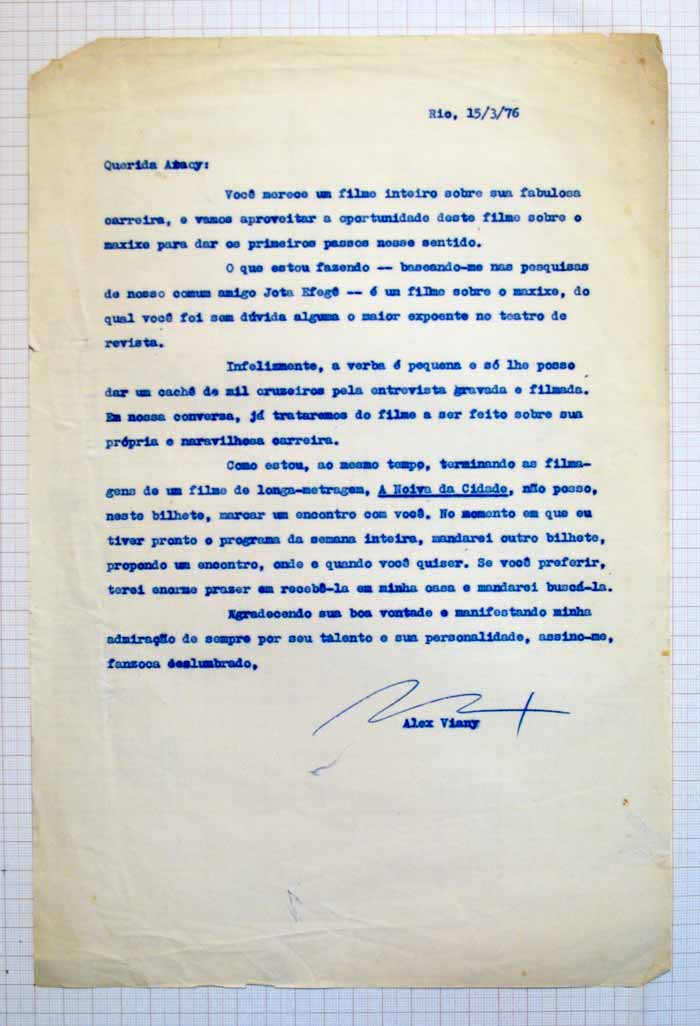 Rio, 15/3/76
Querida Aracy:
Você merece um filme inteiro sobre sua fabulosa
carreira, e vamos aproveitar a oportunidade deste filme sobre o
maxixe para dar os primeiros passos nesse sentido.
O que estou fazendo -- baseando-me nas pesquisas
de nosso comum amigo Jota Efegê -- é um filme sobre o maxixe, do
qual você foi sem dúvida alguma o maior expoente no teatro de
revista.
Infelizmente, a verba é pequena e só lhe posso
dar um cachê de mil cruzeiros pela entrevista gravada e filmada.
Em nossa conversa, já trataremos do filme a ser feito sobre sua
própria e maravilhosa carreira.
Como estou, ao mesmo tempo, terminando as filma-
gens de um filme de longa-metragem, A Noiva da Cidade, não posso,
neste bilhete, marcar um encontro com você. No momento em que eu
tiver pronto o programa da semana inteira, mandarei outro bilhete,
propondo um encontro, onde e quando você quiser. Se você preferir,
terei enorme prazer em recebê-la em minha casa e mandarei buscá-la.
Agradecendo sua boa vontade e manifestando minha
admiração de sempre por seu talento e sua personalidade, assino-me,
fanzoca deslumbrado,
Alex Viany